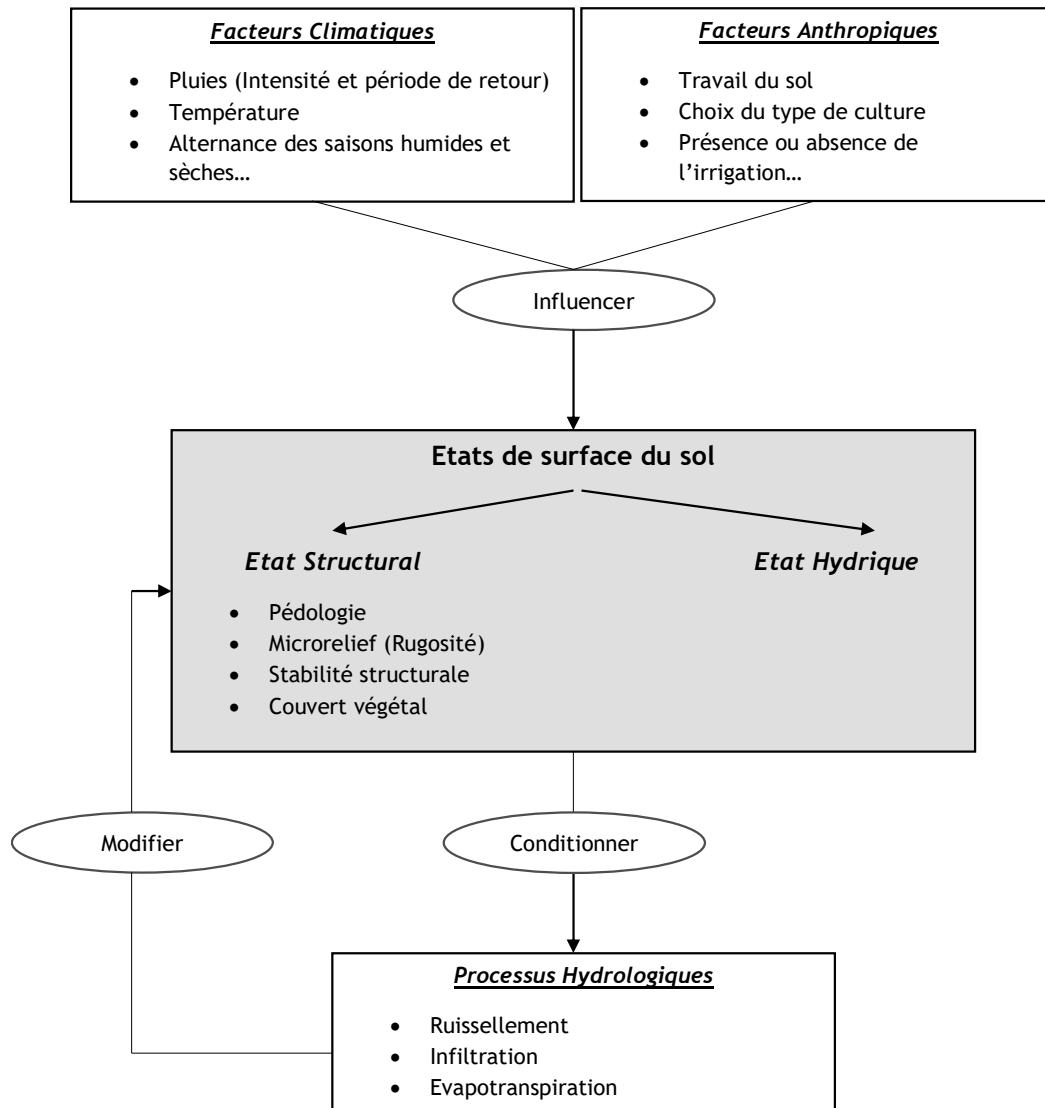 Facteurs Climatiques
• Pluies (Intensité et période de retour)
• Température
• Alternance des saisons humides et
sèches…
Facteurs Anthropiques
• Travail du sol
• Choix du type de culture
• Présence ou absence de
l’irrigation…
Influencer
Etats de surface du sol
Etat Structural
Etat Hydrique
• Pédologie
• Microrelief (Rugosité)
• Stabilité structurale
• Couvert végétal
Modifier
Conditionner
Processus Hydrologiques
• Ruissellement
• Infiltration
• Evapotranspiration